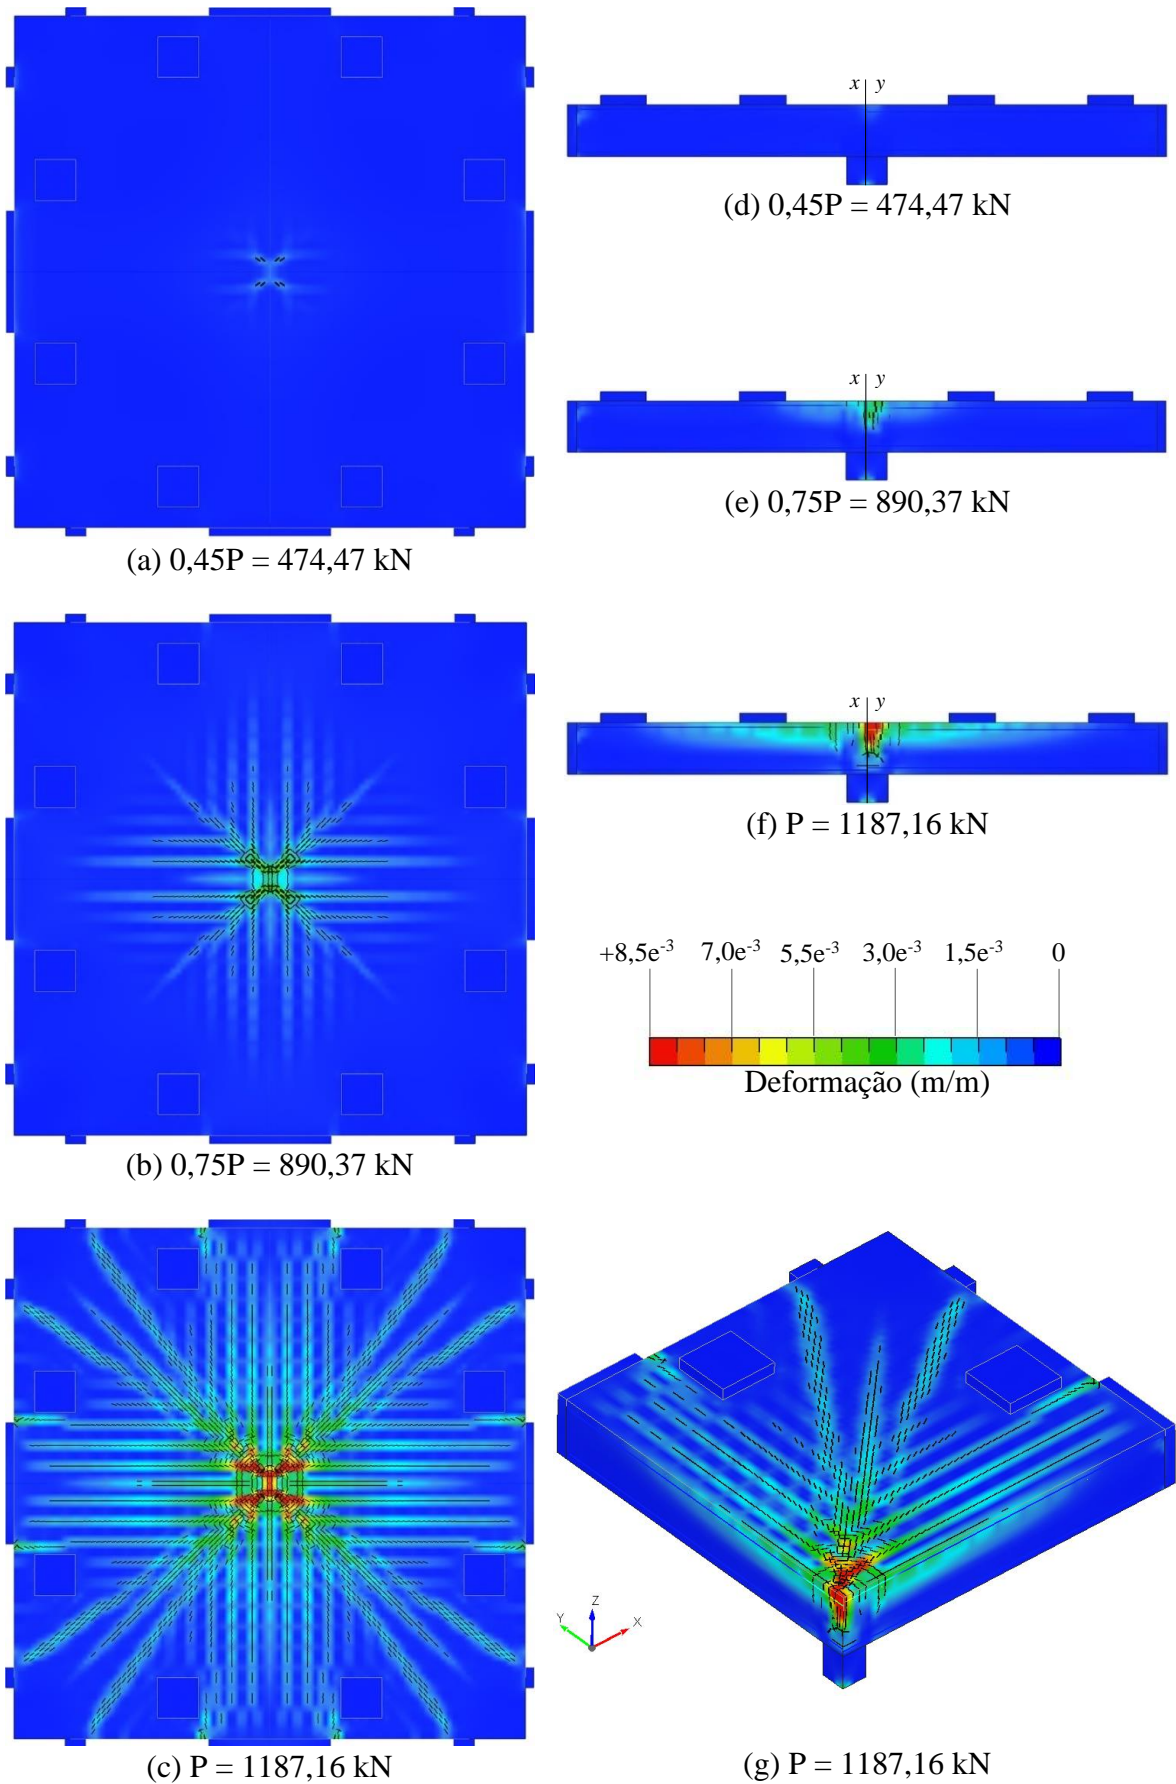 x y
(d) 0,45P = 474,47 kN
x y
(e) 0,75P = 890,37 kN
(a) 0,45P = 474,47 kN
x y
(f) P = 1187,16 kN
+8,5e⁻³ 7,0e⁻³ 5,5e⁻³ 3,0e⁻³ 1,5e⁻³ 0
Deformação (m/m)
(b) 0,75P = 890,37 kN
Z
Y X
(c) P = 1187,16 kN
(g) P = 1187,16 kN